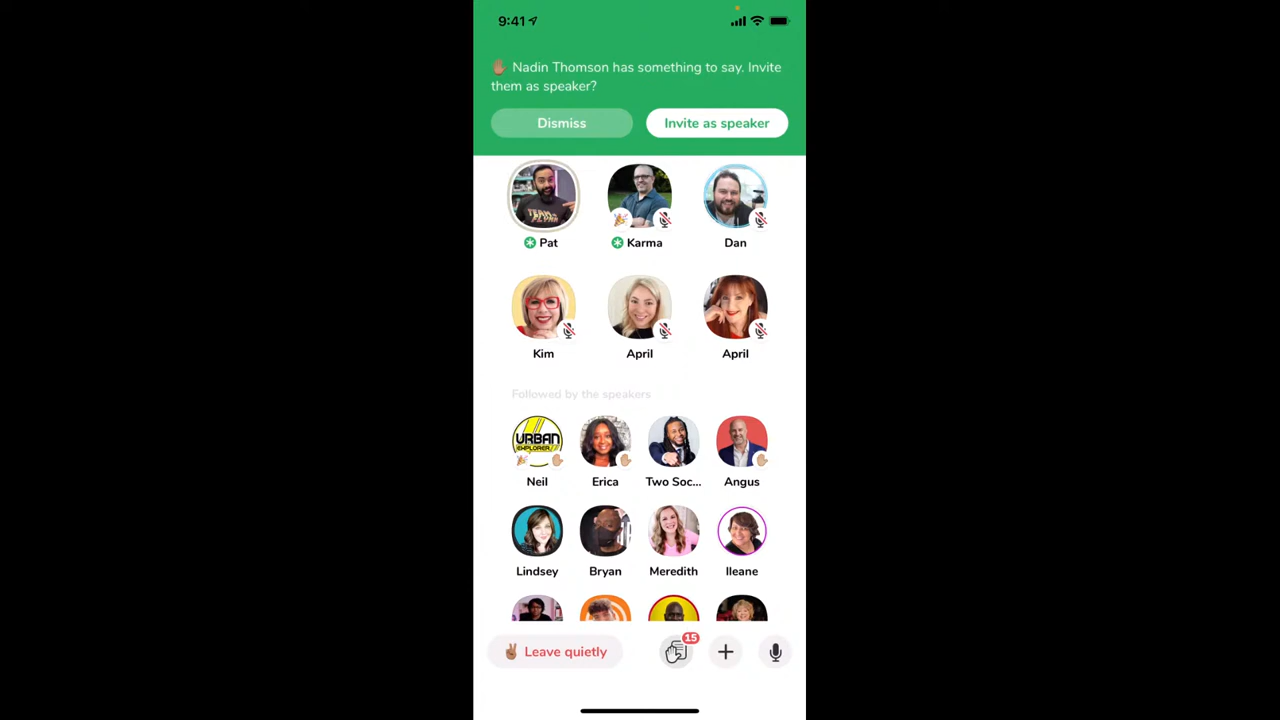 9:41
Nadin Thomson has something to say. Invite
them as speaker?
Dismiss
Invite as speaker
Pat
Karma
Dan
Kim
April
April
Followed by the speakers
URBAN
EXPLORER
Neil
Erica
Two Soc...
Angus
Lindsey
Bryan
Meredith
Ileane
Leave quietly
15